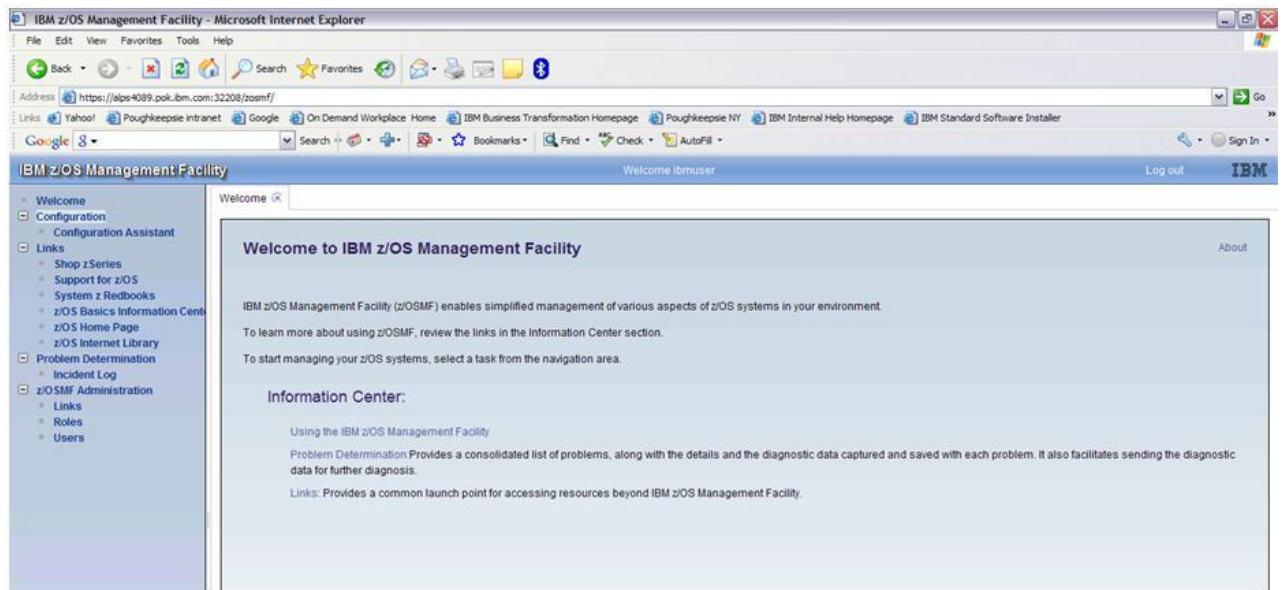 IBM z/OS Management Facility - Microsoft Internet Explorer
File Edit View Favorites Tools Help
Back Search Favorites
Address https://alps4089.pok.ibm.com:32208/zosmf/ Go
Links Yahoo! Poughkeepsie intranet Google On Demand Workplace Home IBM Business Transformation Homepage Poughkeepsie NY IBM Internal Help Homepage IBM Standard Software Installer »
Google Search Bookmarks Find Check AutoFill Sign In
IBM z/OS Management Facility Welcome ibmuser Log out IBM
Welcome
Configuration
Configuration Assistant
Links
Shop zSeries
Support for z/OS
System z Redbooks
z/OS Basics Information Cent
z/OS Home Page
z/OS Internet Library
Problem Determination
Incident Log
z/OSMF Administration
Links
Roles
Users
Welcome
Welcome to IBM z/OS Management Facility About
IBM z/OS Management Facility (z/OSMF) enables simplified management of various aspects of z/OS systems in your environment.
To learn more about using z/OSMF, review the links in the Information Center section.
To start managing your z/OS systems, select a task from the navigation area.
Information Center:
Using the IBM z/OS Management Facility
Problem Determination:Provides a consolidated list of problems, along with the details and the diagnostic data captured and saved with each problem. It also facilitates sending the diagnostic
data for further diagnosis.
Links: Provides a common launch point for accessing resources beyond IBM z/OS Management Facility.